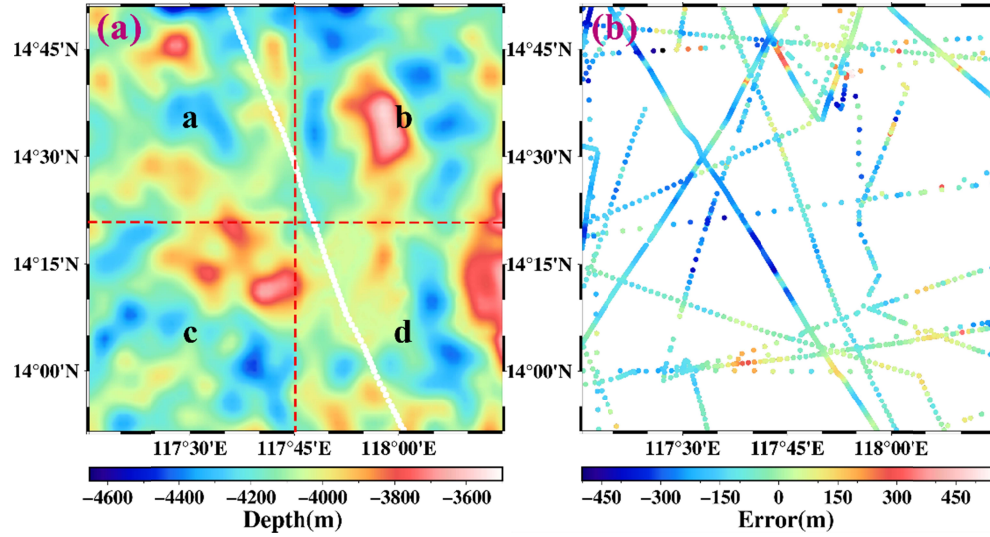 (a)
(b)
14°45'N
14°30'N
14°15'N
14°00'N
a
b
c
d
14°45'N
14°30'N
14°15'N
14°00'N
117°30'E
117°45'E
118°00'E
117°30'E
117°45'E
118°00'E
−4600
−4400
−4200
−4000
−3800
−3600
Depth(m)
−450
−300
−150
0
150
300
450
Error(m)